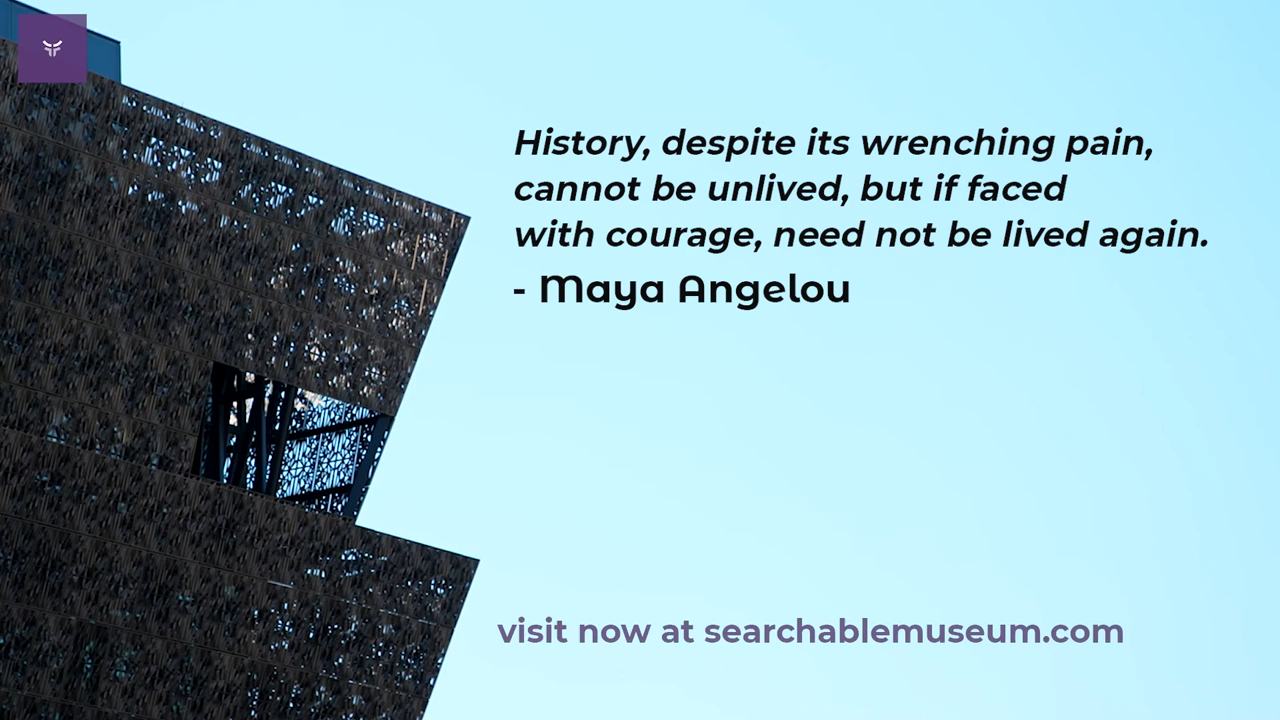 History, despite its wrenching pain,
cannot be unlived, but if faced
with courage, need not be lived again.
- Maya Angelou
visit now at searchablemuseum.com